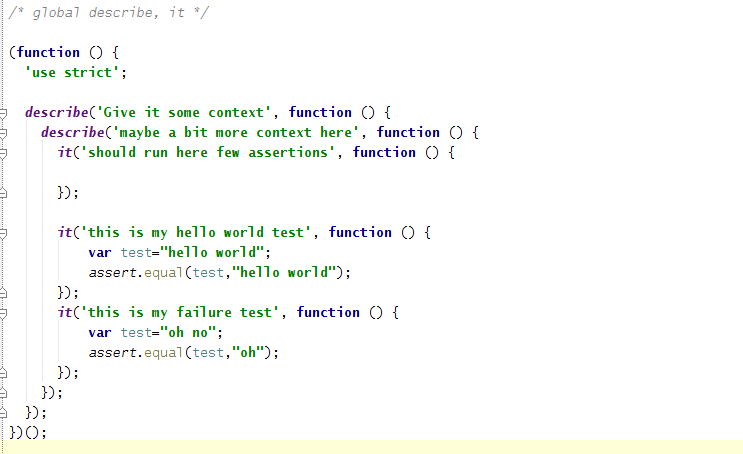 /* global describe, it */
(function () {
'use strict';
describe('Give it some context', function () {
describe('maybe a bit more context here', function () {
it('should run here few assertions', function () {
});
it('this is my hello world test', function () {
var test="hello world";
assert.equal(test,"hello world");
});
it('this is my failure test', function () {
var test="oh no";
assert.equal(test,"oh");
});
});
});
})();